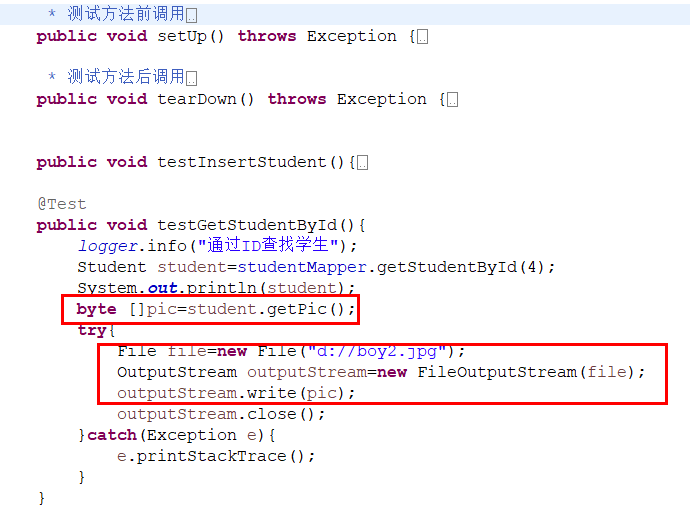 * 测试方法前调用
public void setUp() throws Exception {
* 测试方法后调用
public void tearDown() throws Exception {
public void testInsertStudent(){
@Test
public void testGetStudentById(){
logger.info("通过ID查找学生");
Student student=studentMapper.getStudentById(4);
System.out.println(student);
byte []pic=student.getPic();
try{
File file=new File("d://boy2.jpg");
OutputStream outputStream=new FileOutputStream(file);
outputStream.write(pic);
outputStream.close();
}catch(Exception e){
e.printStackTrace();
}
}